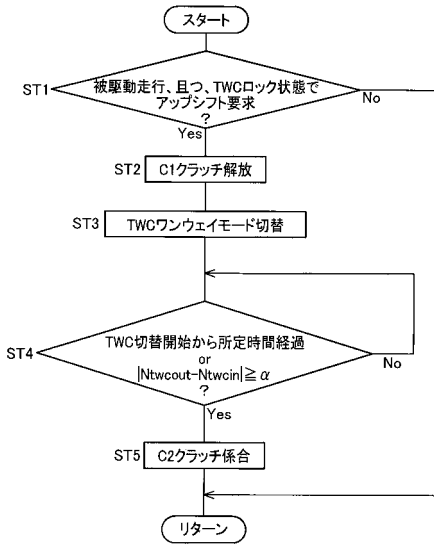 スタート
ST1
被駆動走行、且つ、TWCロック状態で
アップシフト要求
?
No
Yes
ST2
C1クラッチ解放
ST3
TWCワンウェイモード切替
ST4
TWC切替開始から所定時間経過
or
|Ntwcout-Ntwcin|≧α
?
No
Yes
ST5
C2クラッチ係合
リターン